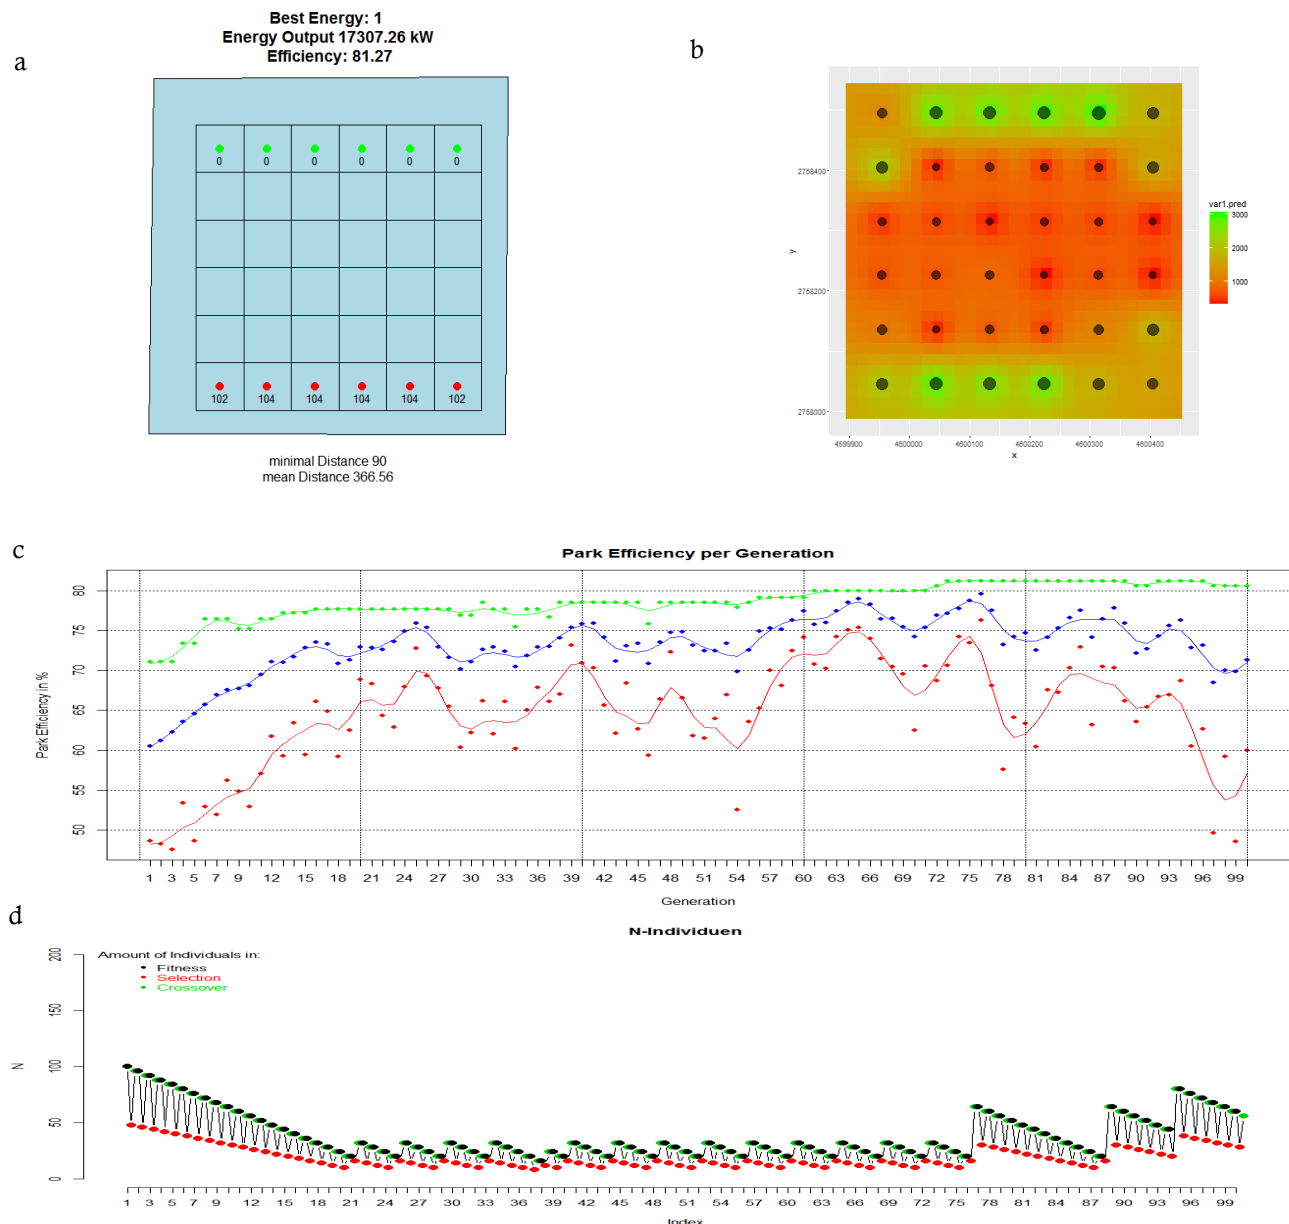 Best Energy: 1
Energy Output 17307.26 kW
Efficiency: 81.27
a
0 0 0 0 0 0
102 104 104 104 104 102
minimal Distance 90
mean Distance 366.56
b
2758400
2758200
2758000
y
4599900 4600000 4600100 4600200 4600300 4600400
x
var1.pred
3000
2000
1000
c
Park Efficiency per Generation
Park Efficiency in %
80
75
70
65
60
55
50
1 3 5 7 9 12 15 18 21 24 27 30 33 36 39 42 45 48 51 54 57 60 63 66 69 72 75 78 81 84 87 90 93 96 99
Generation
d
N-Individuen
Amount of Individuals in:
Fitness
Selection
Crossover
200
150
100
50
0
N
1 3 5 7 9 12 15 18 21 24 27 30 33 36 39 42 45 48 51 54 57 60 63 66 69 72 75 78 81 84 87 90 93 96 99
Index